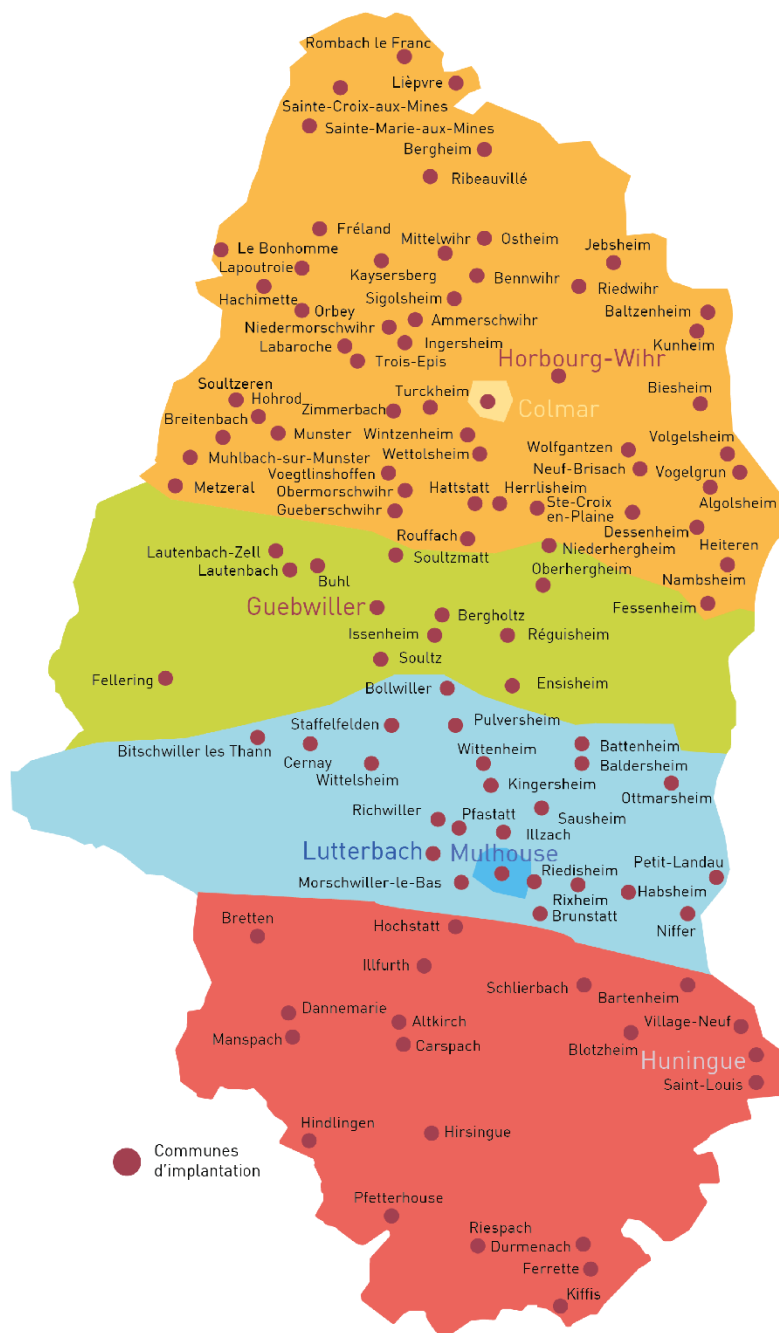 Rombach le Franc
Lièpvre
Sainte-Croix-aux-Mines
Sainte-Marie-aux-Mines
Bergheim
Ribeauvillé
Fréland
Mittelwihr
Ostheim
Jebsheim
Le Bonhomme
Lapoutroie
Kaysersberg
Bennwihr
Riedwihr
Hachimette
Sigolsheim
Orbey
Ammerschwihr
Baltzenheim
Niedermorschwihr
Ingersheim
Kunheim
Labaroche
Trois-Epis
Horbourg-Wihr
Soultzeren
Hohrod
Turckheim
Colmar
Biesheim
Breitenbach
Zimmerbach
Munster
Wintzenheim
Volgelsheim
Muhlbach-sur-Munster
Wettolsheim
Wolfgantzen
Voegtlinshoffen
Neuf-Brisach
Vogelgrun
Metzeral
Obermorschwihr
Hattstatt
Herrlisheim
Ste-Croix
en-Plaine
Algolsheim
Gueberschwihr
Dessenheim
Rouffach
Niederhergheim
Heiteren
Lautenbach-Zell
Soultzmatt
Lautenbach
Buhl
Oberhergheim
Nambsheim
Guebwiller
Bergholtz
Fessenheim
Issenheim
Réguisheim
Soultz
Fellering
Bollwiller
Ensisheim
Staffelfelden
Pulversheim
Bitschwiller les Thann
Battenheim
Cernay
Wittenheim
Baldersheim
Wittelsheim
Kingersheim
Ottmarsheim
Richwiller
Pfastatt
Sausheim
Illzach
Lutterbach
Mulhouse
Petit-Landau
Morschwiller-le-Bas
Riedisheim
Habsheim
Rixheim
Brunstatt
Niffer
Bretten
Hochstatt
Illfurth
Schlierbach
Bartenheim
Dannemarie
Altkirch
Village-Neuf
Manspach
Carspach
Blotzheim
Huningue
Saint-Louis
Hindlingen
Hirsingue
Communes
d'implantation
Pfetterhouse
Riespach
Durmenach
Ferrette
Kiffis